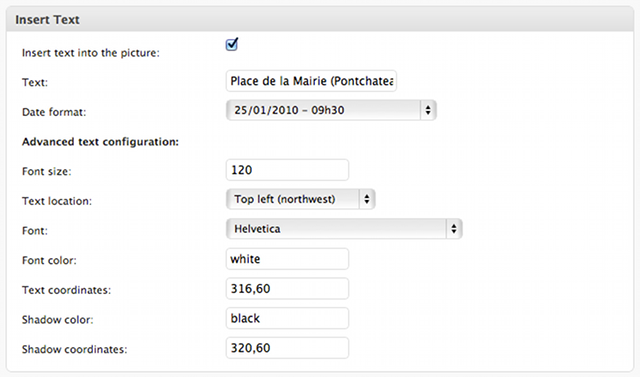 Insert Text
Insert text into the picture:
Text: Place de la Mairie (Pontchatea
Date format: 25/01/2010 - 09h30
Advanced text configuration:
Font size: 120
Text location: Top left (northwest)
Font: Helvetica
Font color: white
Text coordinates: 316,60
Shadow color: black
Shadow coordinates: 320,60